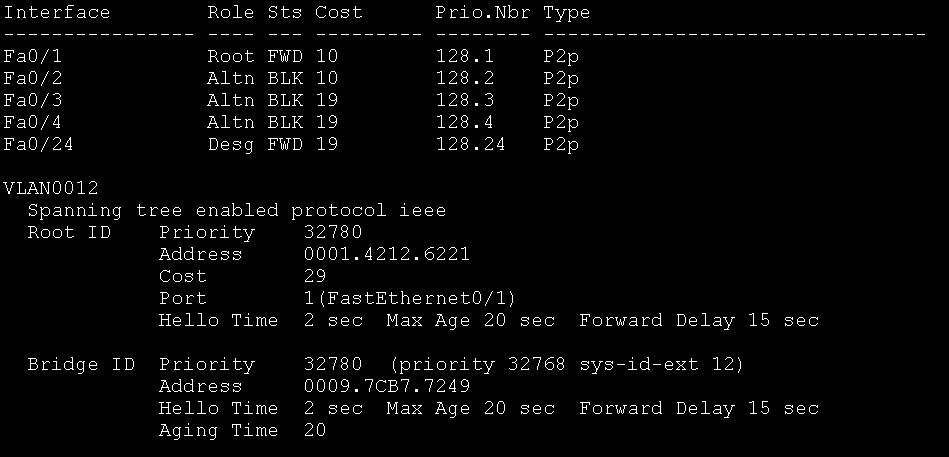 Interface        Role Sts Cost      Prio.Nbr Type
---------------- ---- --- --------- -------- --------------------------------
Fa0/1            Root FWD 10        128.1    P2p
Fa0/2            Altn BLK 10        128.2    P2p
Fa0/3            Altn BLK 19        128.3    P2p
Fa0/4            Altn BLK 19        128.4    P2p
Fa0/24           Desg FWD 19        128.24   P2p

VLAN0012
  Spanning tree enabled protocol ieee
  Root ID    Priority    32780
             Address     0001.4212.6221
             Cost        29
             Port        1(FastEthernet0/1)
             Hello Time  2 sec  Max Age 20 sec  Forward Delay 15 sec

  Bridge ID  Priority    32780  (priority 32768 sys-id-ext 12)
             Address     0009.7CB7.7249
             Hello Time  2 sec  Max Age 20 sec  Forward Delay 15 sec
             Aging Time  20